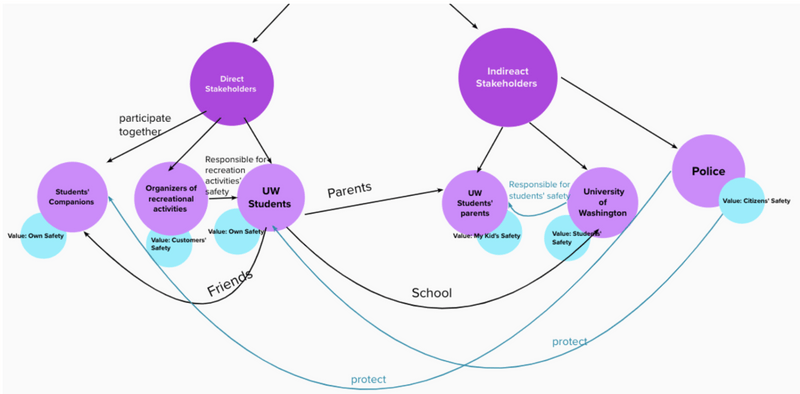 Direct
Stakeholders
Indireact
Stakeholders
participate
together
Responsible for
recreation
activities'
safety
Students'
Companions
Organizers of
recreational
activities
UW
Students
Parents
UW
Students'
parents
Responsible for
students' safety
University
of
Washington
Police
Value: Own Safety
Value: Customers'
Safety
Value: Own Safety
Value: My Kid's Safety
Value: Students'
Safety
Value: Citizens' Safety
Friends
School
protect
protect